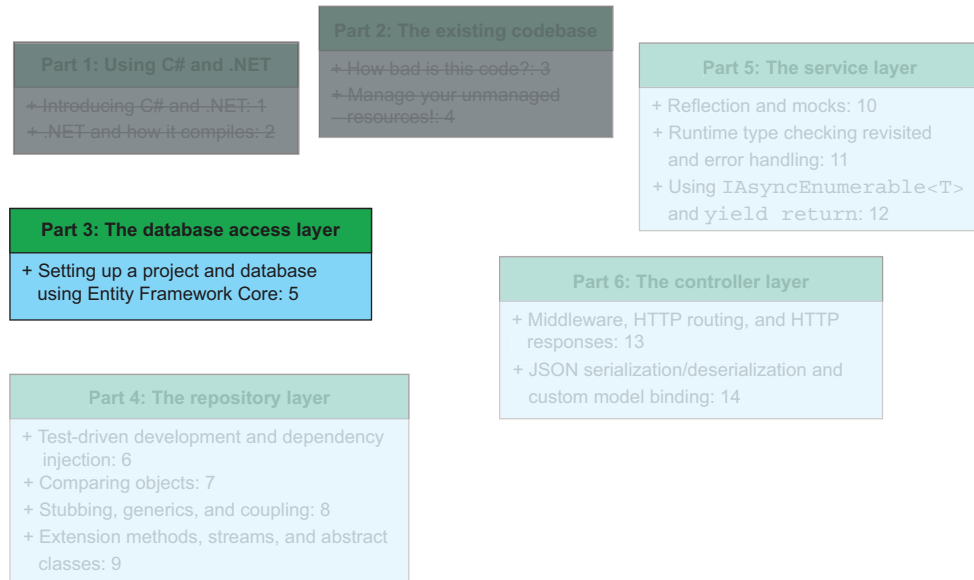 Part 1: Using C# and .NET
+ Introducing C# and .NET: 1
+ .NET and how it compiles: 2
Part 2: The existing codebase
+ How bad is this code?: 3
+ Manage your unmanaged
resources!: 4
Part 3: The database access layer
+ Setting up a project and database
using Entity Framework Core: 5
Part 4: The repository layer
+ Test-driven development and dependency
injection: 6
+ Comparing objects: 7
+ Stubbing, generics, and coupling: 8
+ Extension methods, streams, and abstract
classes: 9
Part 5: The service layer
+ Reflection and mocks: 10
+ Runtime type checking revisited
and error handling: 11
+ Using IAsyncEnumerable<T>
and yield return: 12
Part 6: The controller layer
+ Middleware, HTTP routing, and HTTP
responses: 13
+ JSON serialization/deserialization and
custom model binding: 14